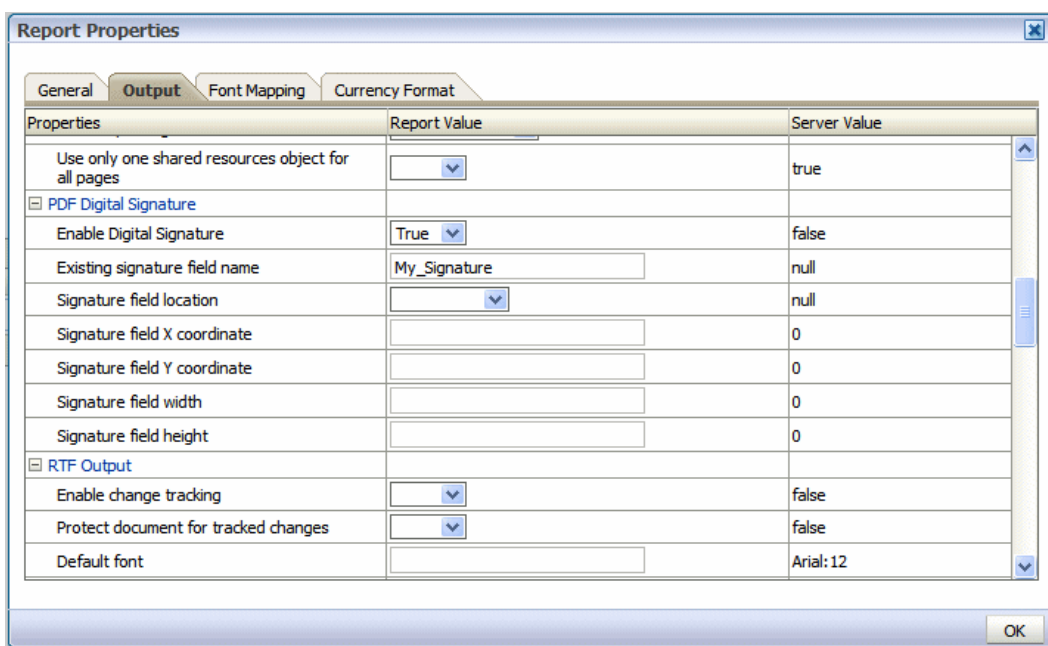 Report Properties
General Output Font Mapping Currency Format
Properties Report Value Server Value
Use only one shared resources object for
all pages
true
PDF Digital Signature
Enable Digital Signature True false
Existing signature field name My_Signature null
Signature field location null
Signature field X coordinate 0
Signature field Y coordinate 0
Signature field width 0
Signature field height 0
RTF Output
Enable change tracking false
Protect document for tracked changes false
Default font Arial:12
OK